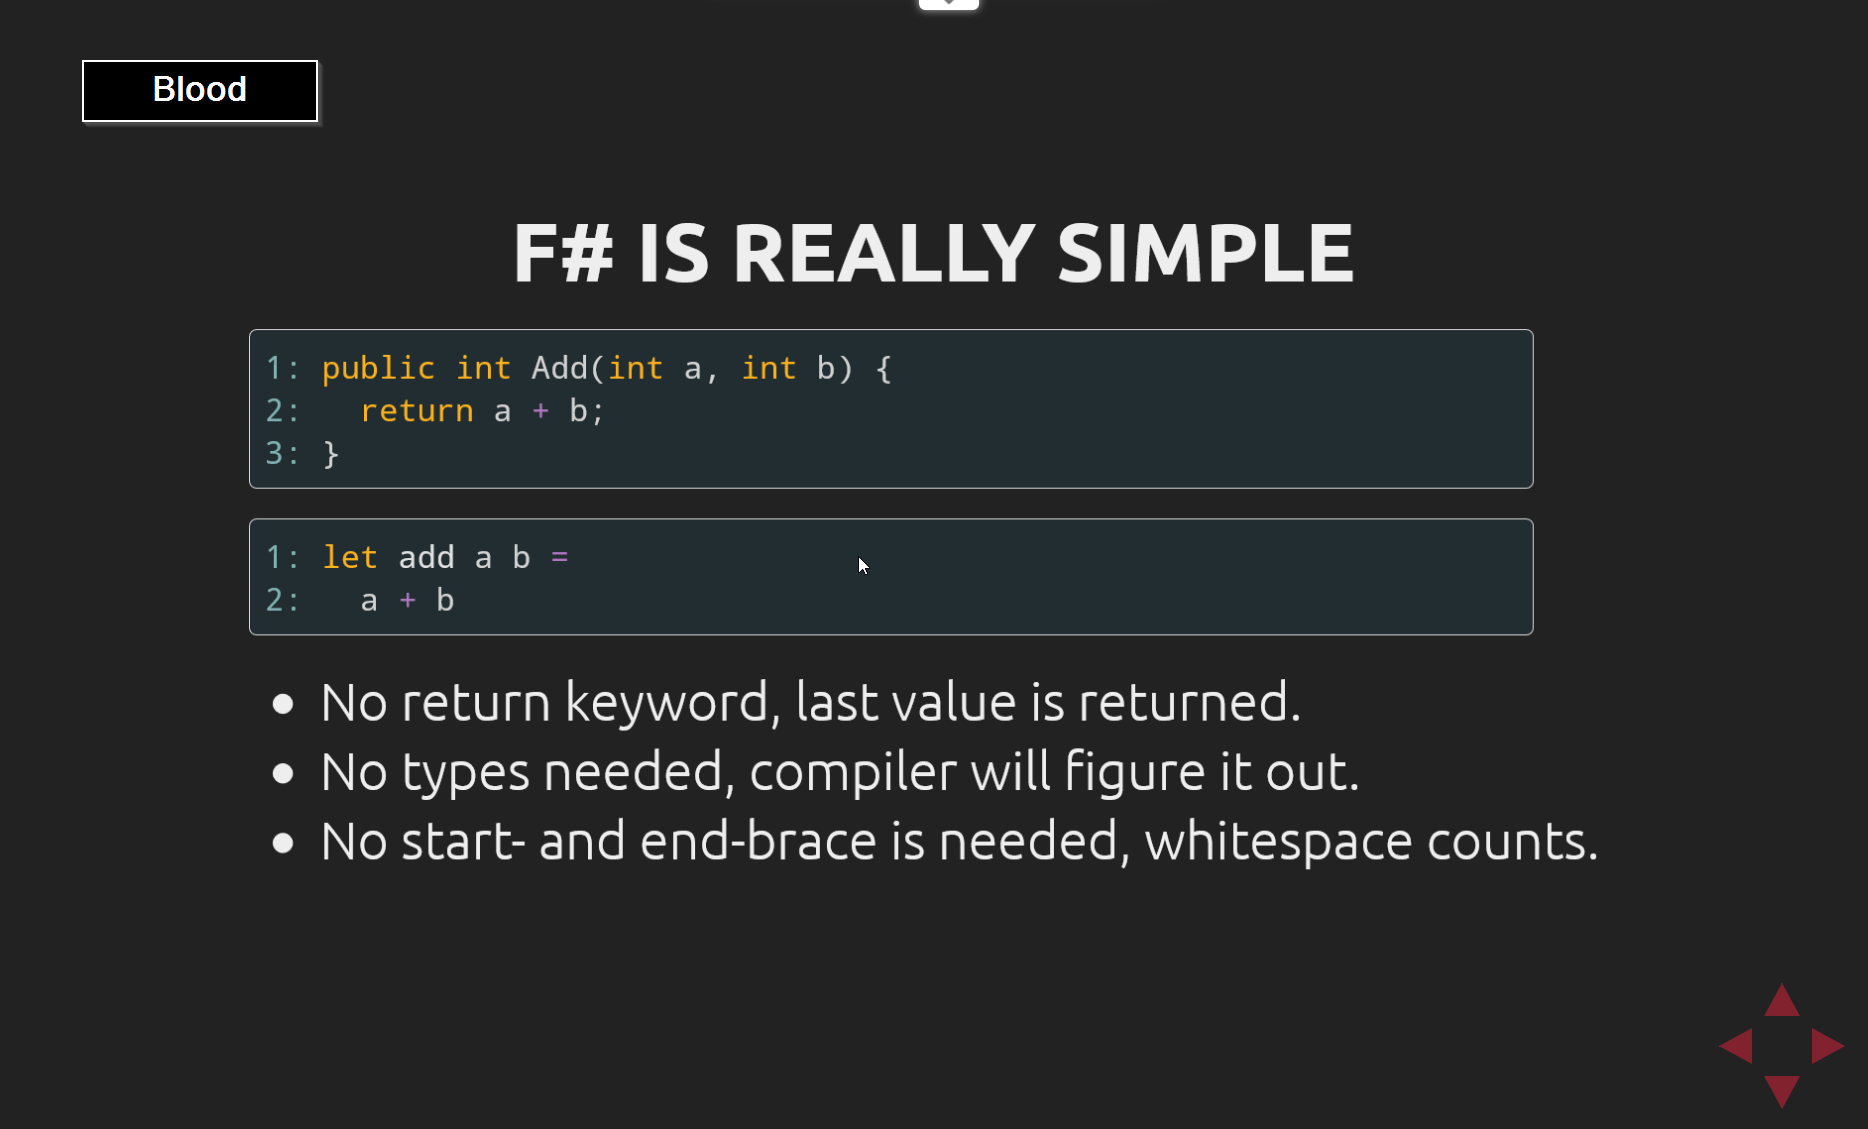 Blood
F# IS REALLY SIMPLE
1: public int Add(int a, int b) {
2:   return a + b;
3: }
1: let add a b =
2:   a + b
• No return keyword, last value is returned.
• No types needed, compiler will figure it out.
• No start- and end-brace is needed, whitespace counts.